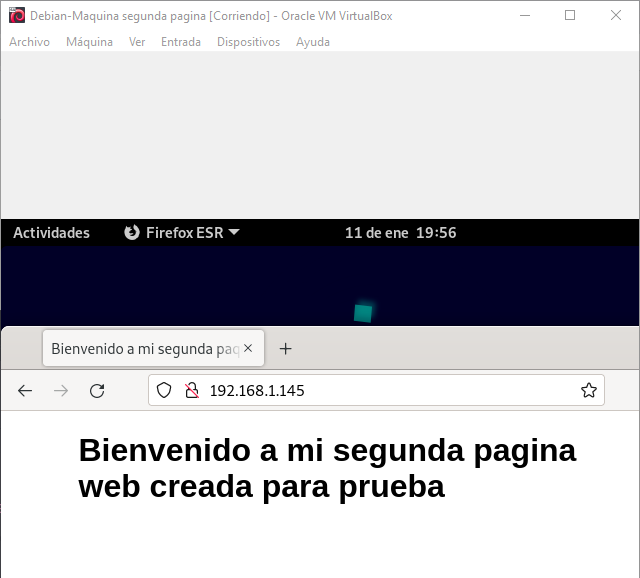 Debian-Maquina segunda pagina [Corriendo] - Oracle VM VirtualBox
Archivo Máquina Ver Entrada Dispositivos Ayuda
Actividades Firefox ESR 11 de ene 19:56
Bienvenido a mi segunda pag
192.168.1.145
Bienvenido a mi segunda pagina
web creada para prueba